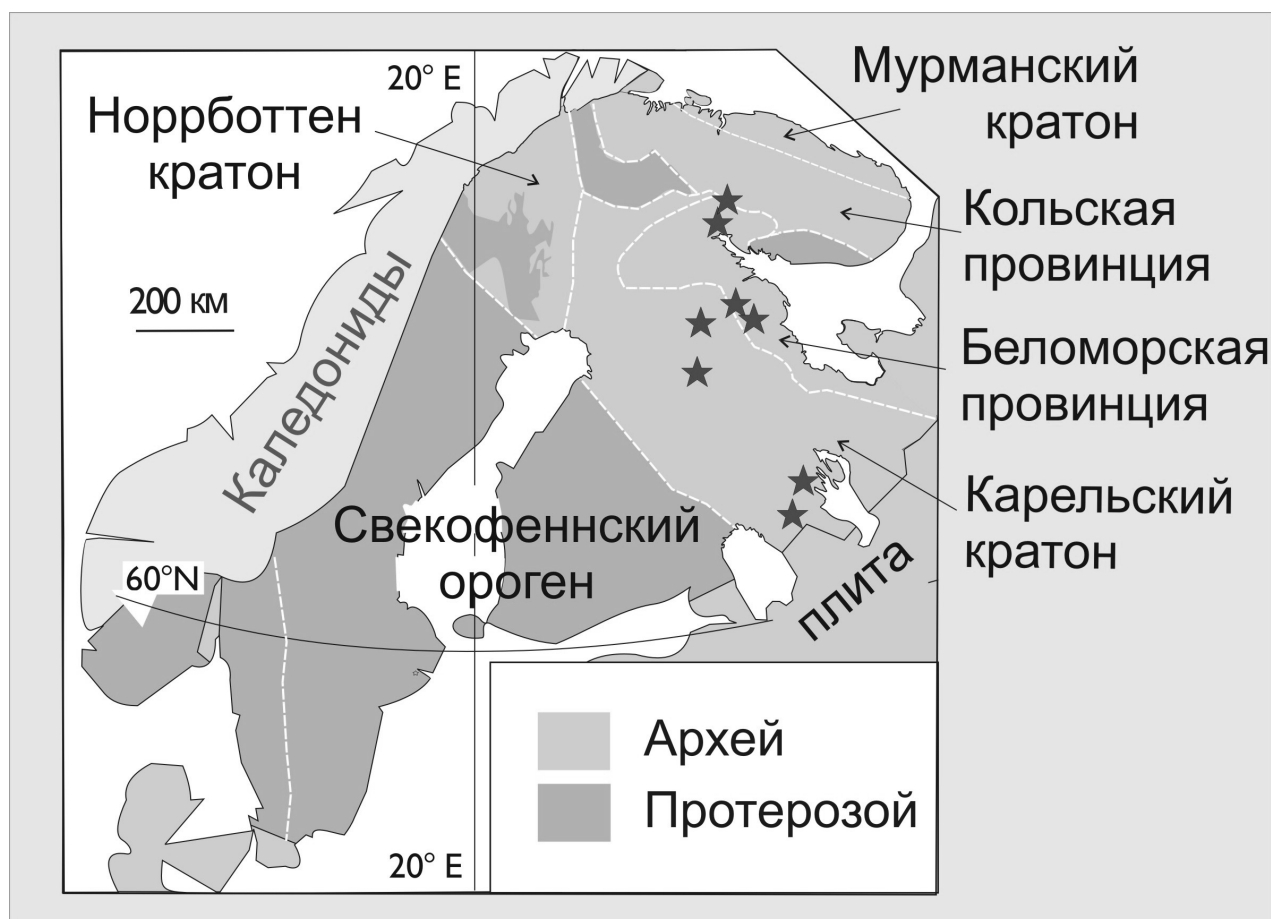 20° E
Мурманский
кратон
Норрботтен
кратон
Кольская
провинция
200 км
Каледониды
Беломорская
провинция
Карельский
кратон
Свекофеннский
ороген
60°N
плита
Архей
Протерозой
20° E